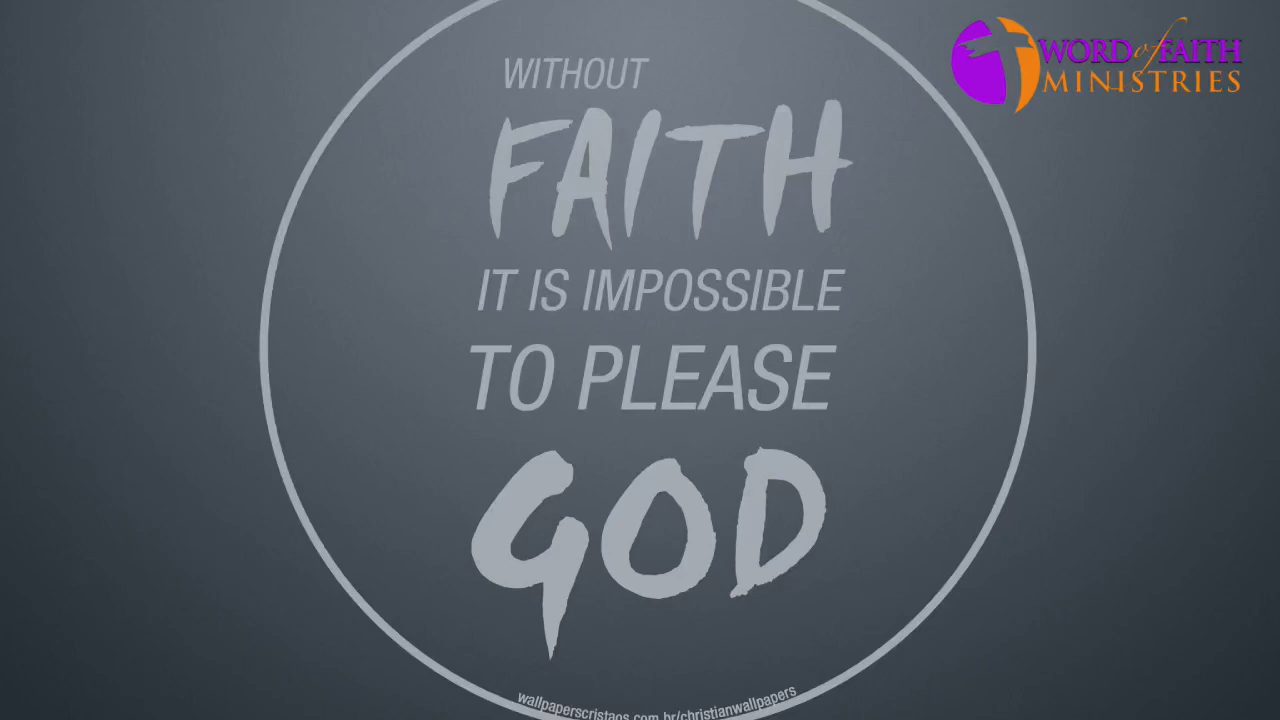 WORD of FAITH
MINISTRIES
WITHOUT
FAITH
IT IS IMPOSSIBLE
TO PLEASE
GOD
wallpaperscristaos.com.br/christianwallpapers